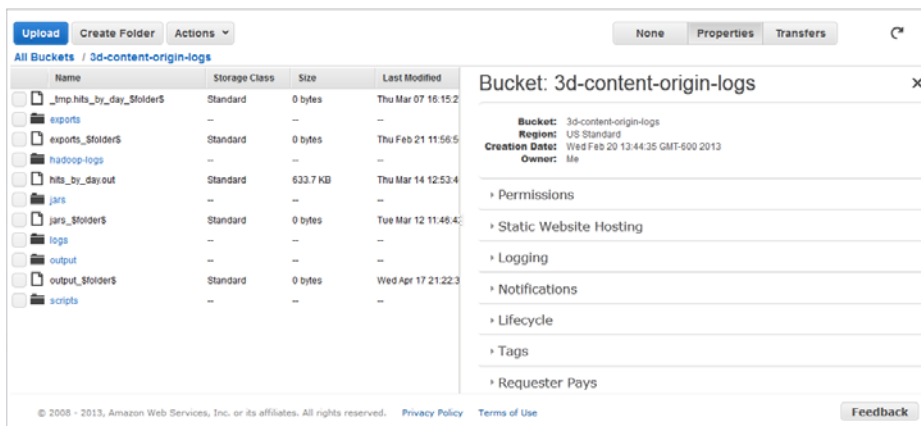 Upload Create Folder Actions None Properties Transfers
All Buckets / 3d-content-origin-logs
Name Storage Class Size Last Modified
_tmp.hits_by_day_$folder$ Standard 0 bytes Thu Mar 07 16:15:2
exports -- -- --
exports_$folder$ Standard 0 bytes Thu Feb 21 11:56:5
hadoop-logs -- -- --
hits_by_day.out Standard 633.7 KB Thu Mar 14 12:53:4
jars -- -- --
jars_$folder$ Standard 0 bytes Tue Mar 12 11:46:43
logs -- -- --
output -- -- --
output_$folder$ Standard 0 bytes Wed Apr 17 21:22:3
scripts -- -- --
Bucket: 3d-content-origin-logs ×
Bucket: 3d-content-origin-logs
Region: US Standard
Creation Date: Wed Feb 20 13:44:35 GMT-600 2013
Owner: Me
Permissions
Static Website Hosting
Logging
Notifications
Lifecycle
Tags
Requester Pays
© 2008 - 2013, Amazon Web Services, Inc. or its affiliates. All rights reserved. Privacy Policy Terms of Use Feedback